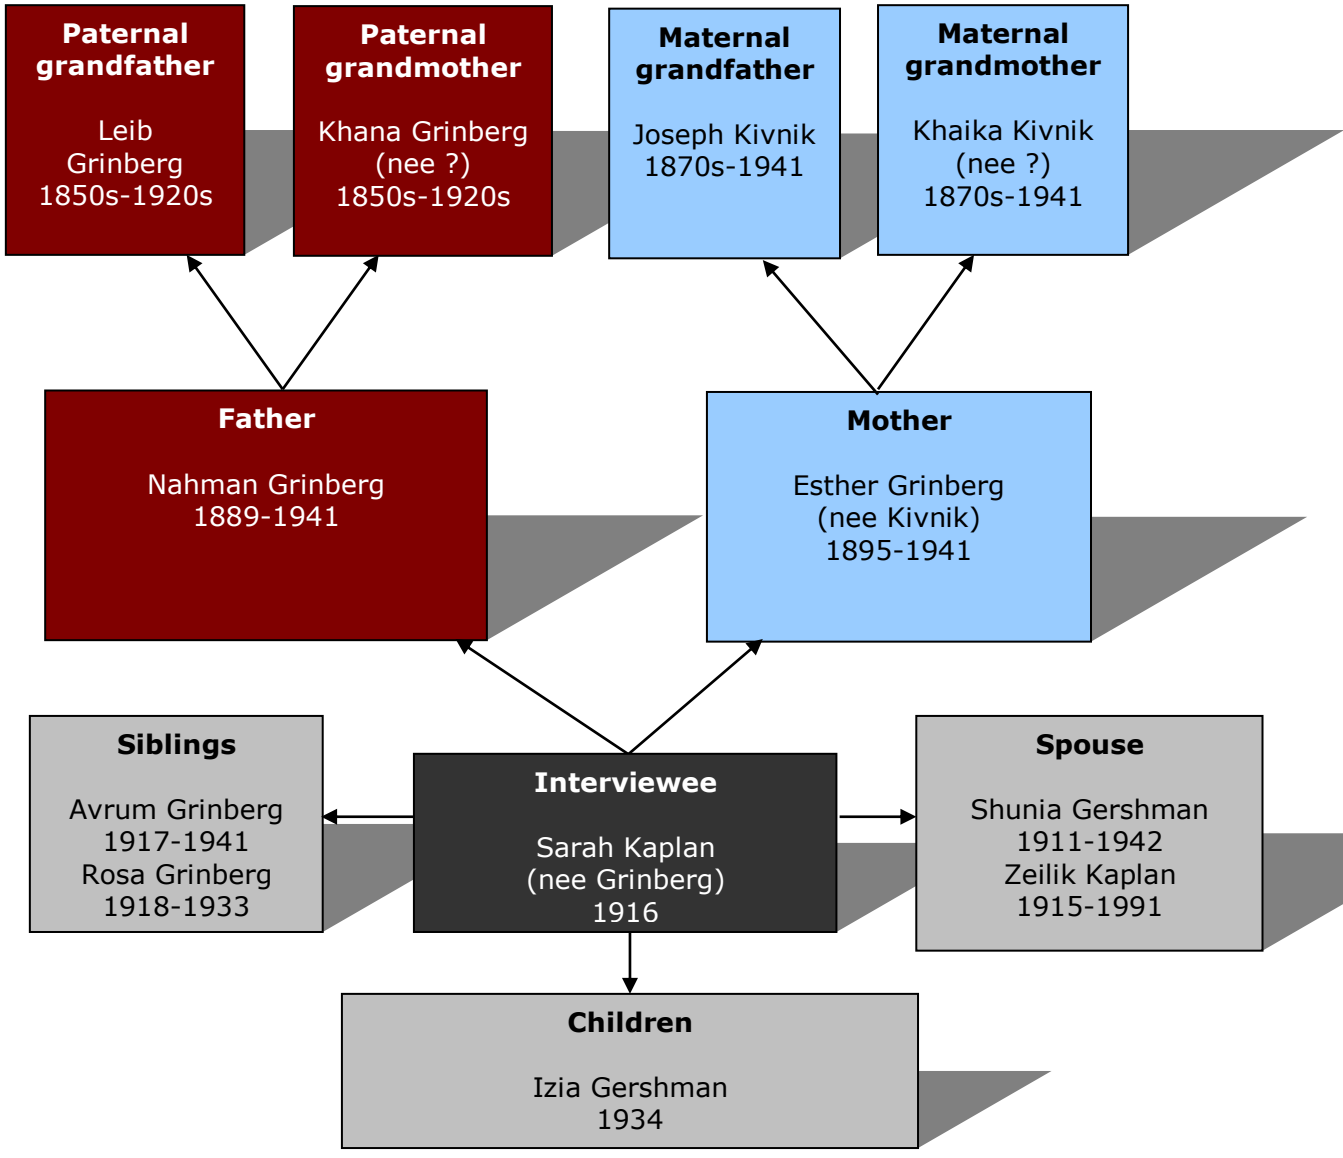 Paternal
grandfather
Leib
Grinberg
1850s-1920s
Paternal
grandmother
Khana Grinberg
(nee ?)
1850s-1920s
Maternal
grandfather
Joseph Kivnik
1870s-1941
Maternal
grandmother
Khaika Kivnik
(nee ?)
1870s-1941
Father
Nahman Grinberg
1889-1941
Mother
Esther Grinberg
(nee Kivnik)
1895-1941
Siblings
Avrum Grinberg
1917-1941
Rosa Grinberg
1918-1933
Interviewee
Sarah Kaplan
(nee Grinberg)
1916
Spouse
Shunia Gershman
1911-1942
Zeilik Kaplan
1915-1991
Children
Izia Gershman
1934